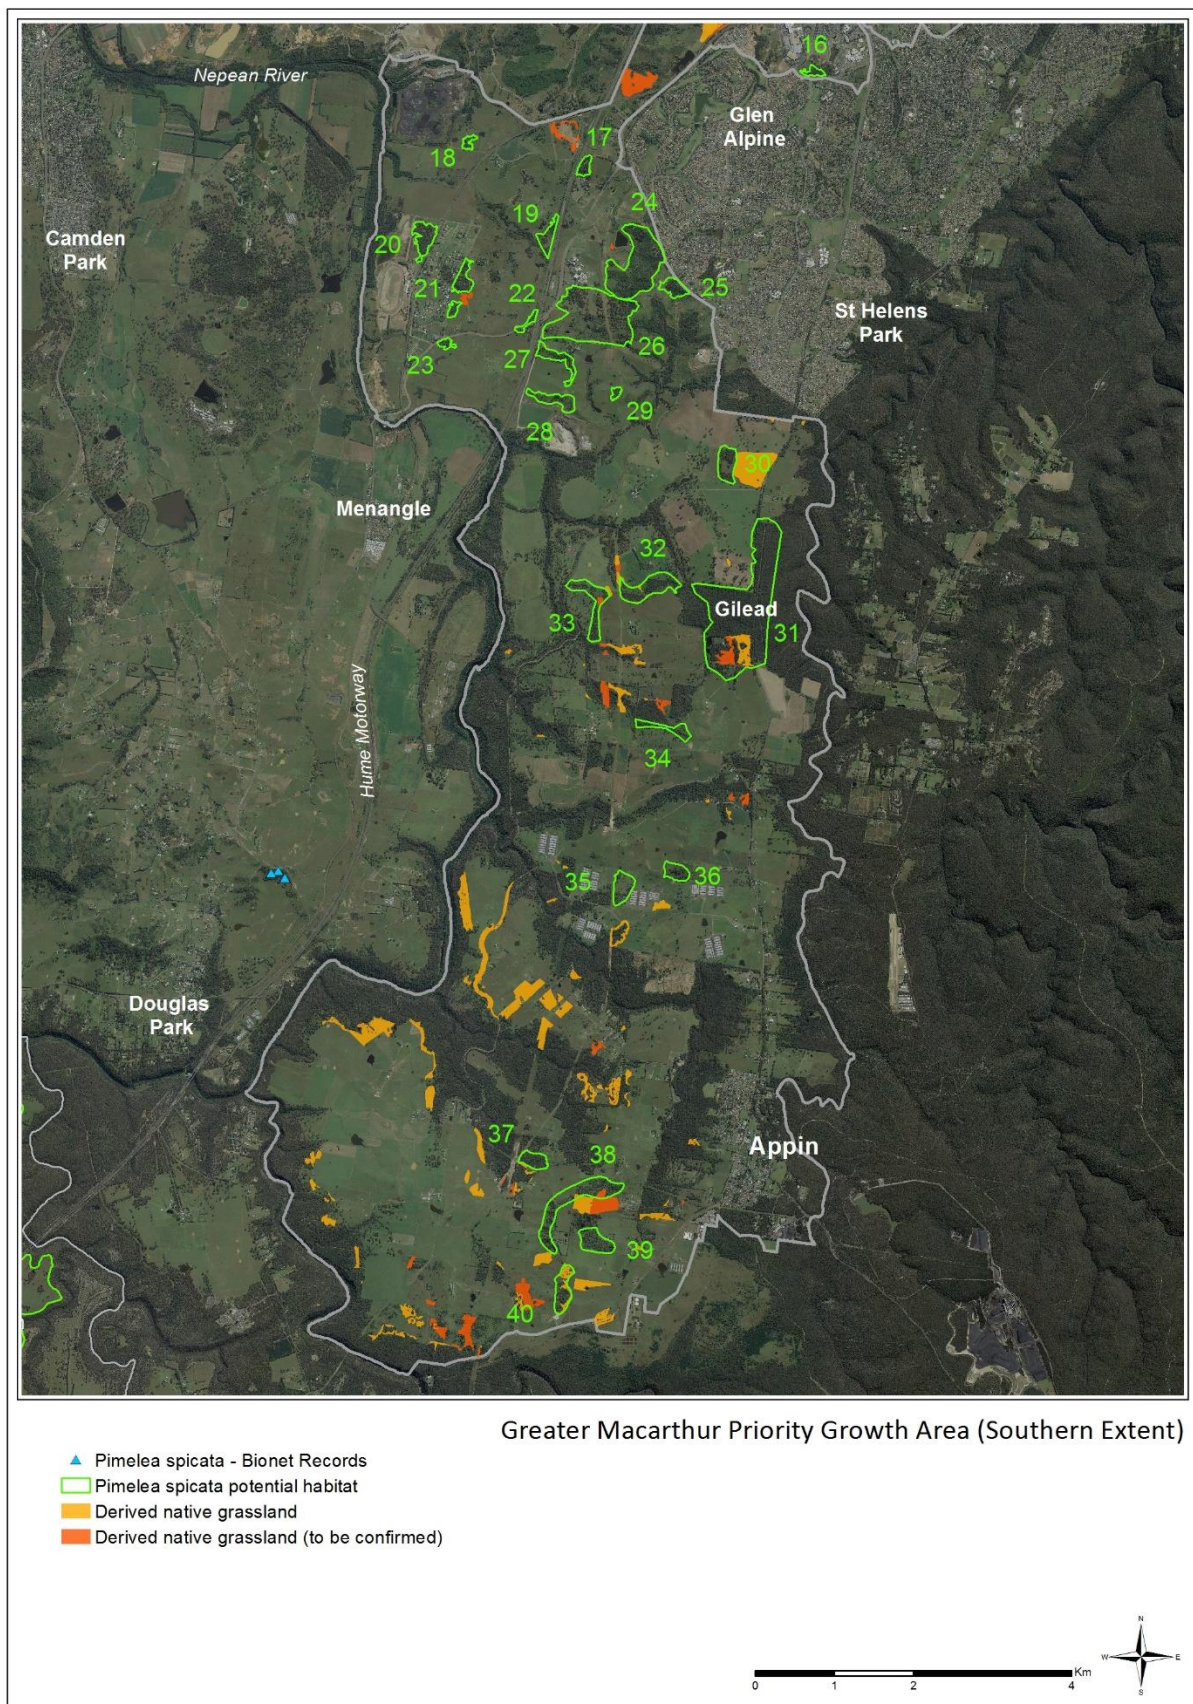 16
Nepean River
Glen
Alpine
17
18
24
19
Camden
Park
20
21
22
25
St Helens
Park
23
27
26
29
28
30
Menangle
32
Gilead
33
31
Hume Motorway
34
35
36
Douglas
Park
37
38
Appin
39
40
Greater Macarthur Priority Growth Area (Southern Extent)
Pimelea spicata - Bionet Records
Pimelea spicata potential habitat
Derived native grassland
Derived native grassland (to be confirmed)
N
W E
S
Km
0 1 2 4